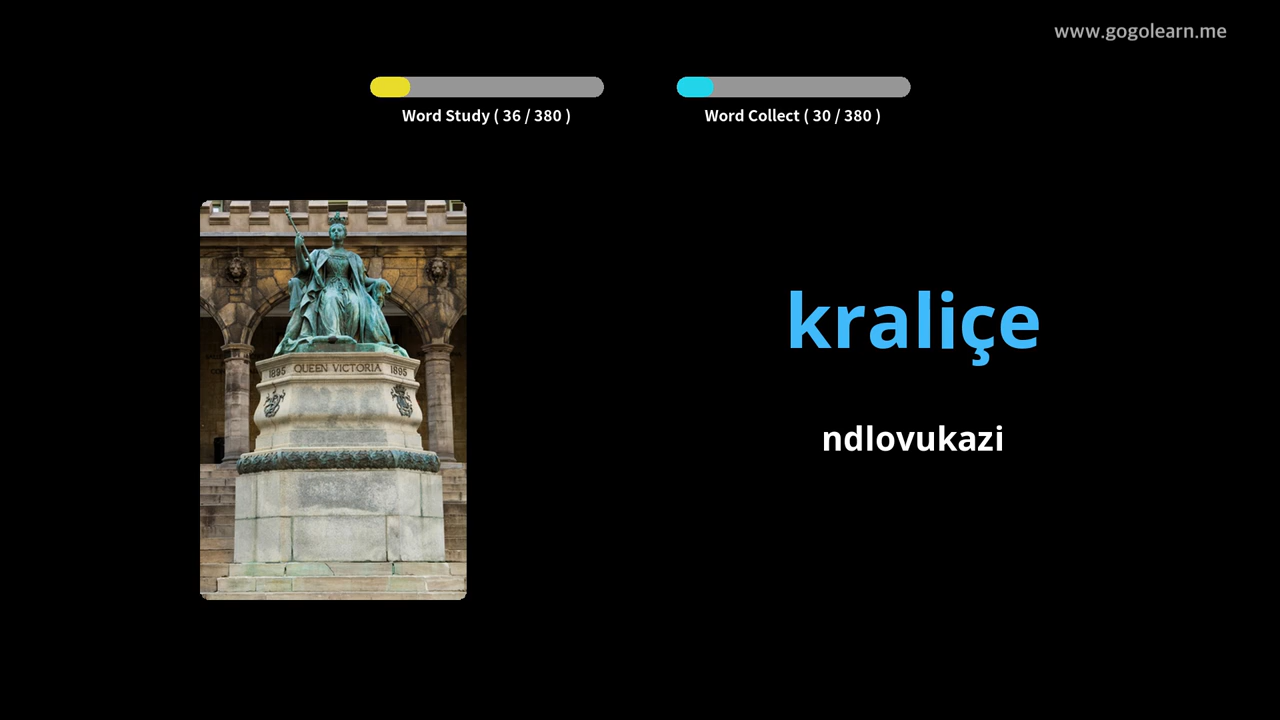 www.gogolearn.me
Word Study ( 36 / 380 )
Word Collect ( 30 / 380 )
1895 QUEEN VICTORIA 1895
kraliçe
ndlovukazi